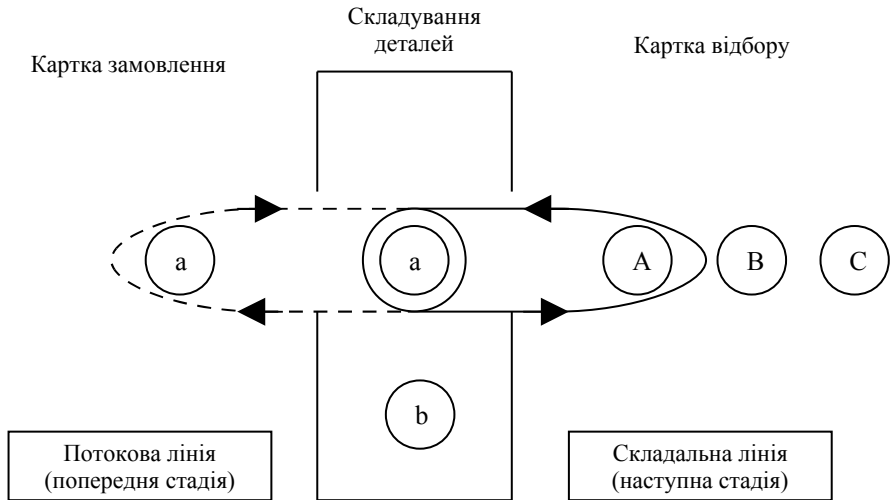 Складування
деталей
Картка замовлення
Картка відбору
a
a
A
B
C
b
Потокова лінія
(попередня стадія)
Складальна лінія
(наступна стадія)